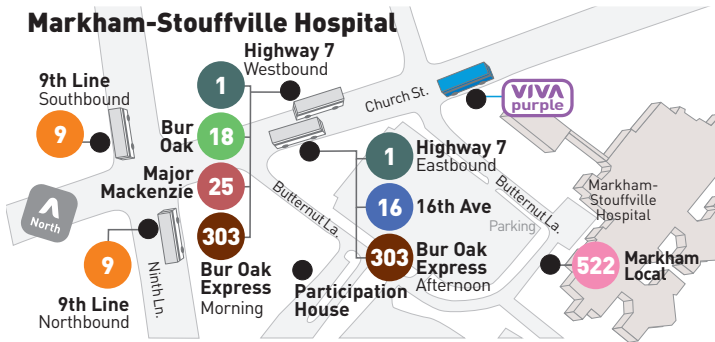 Markham-Stouffville Hospital
9th Line
Southbound
9
Highway 7
Westbound
1
Bur
Oak
18
Major
Mackenzie
25
303
Bur Oak
Express
Morning
Church St.
VIVA
purple
1
Highway 7
Eastbound
16
16th Ave
303
Bur Oak
Express
Afternoon
Butternut La.
Butternut La.
Parking
Markham-
Stouffville
Hospital
522
Markham
Local
Participation
House
North
9
9th Line
Northbound
Ninth Ln.